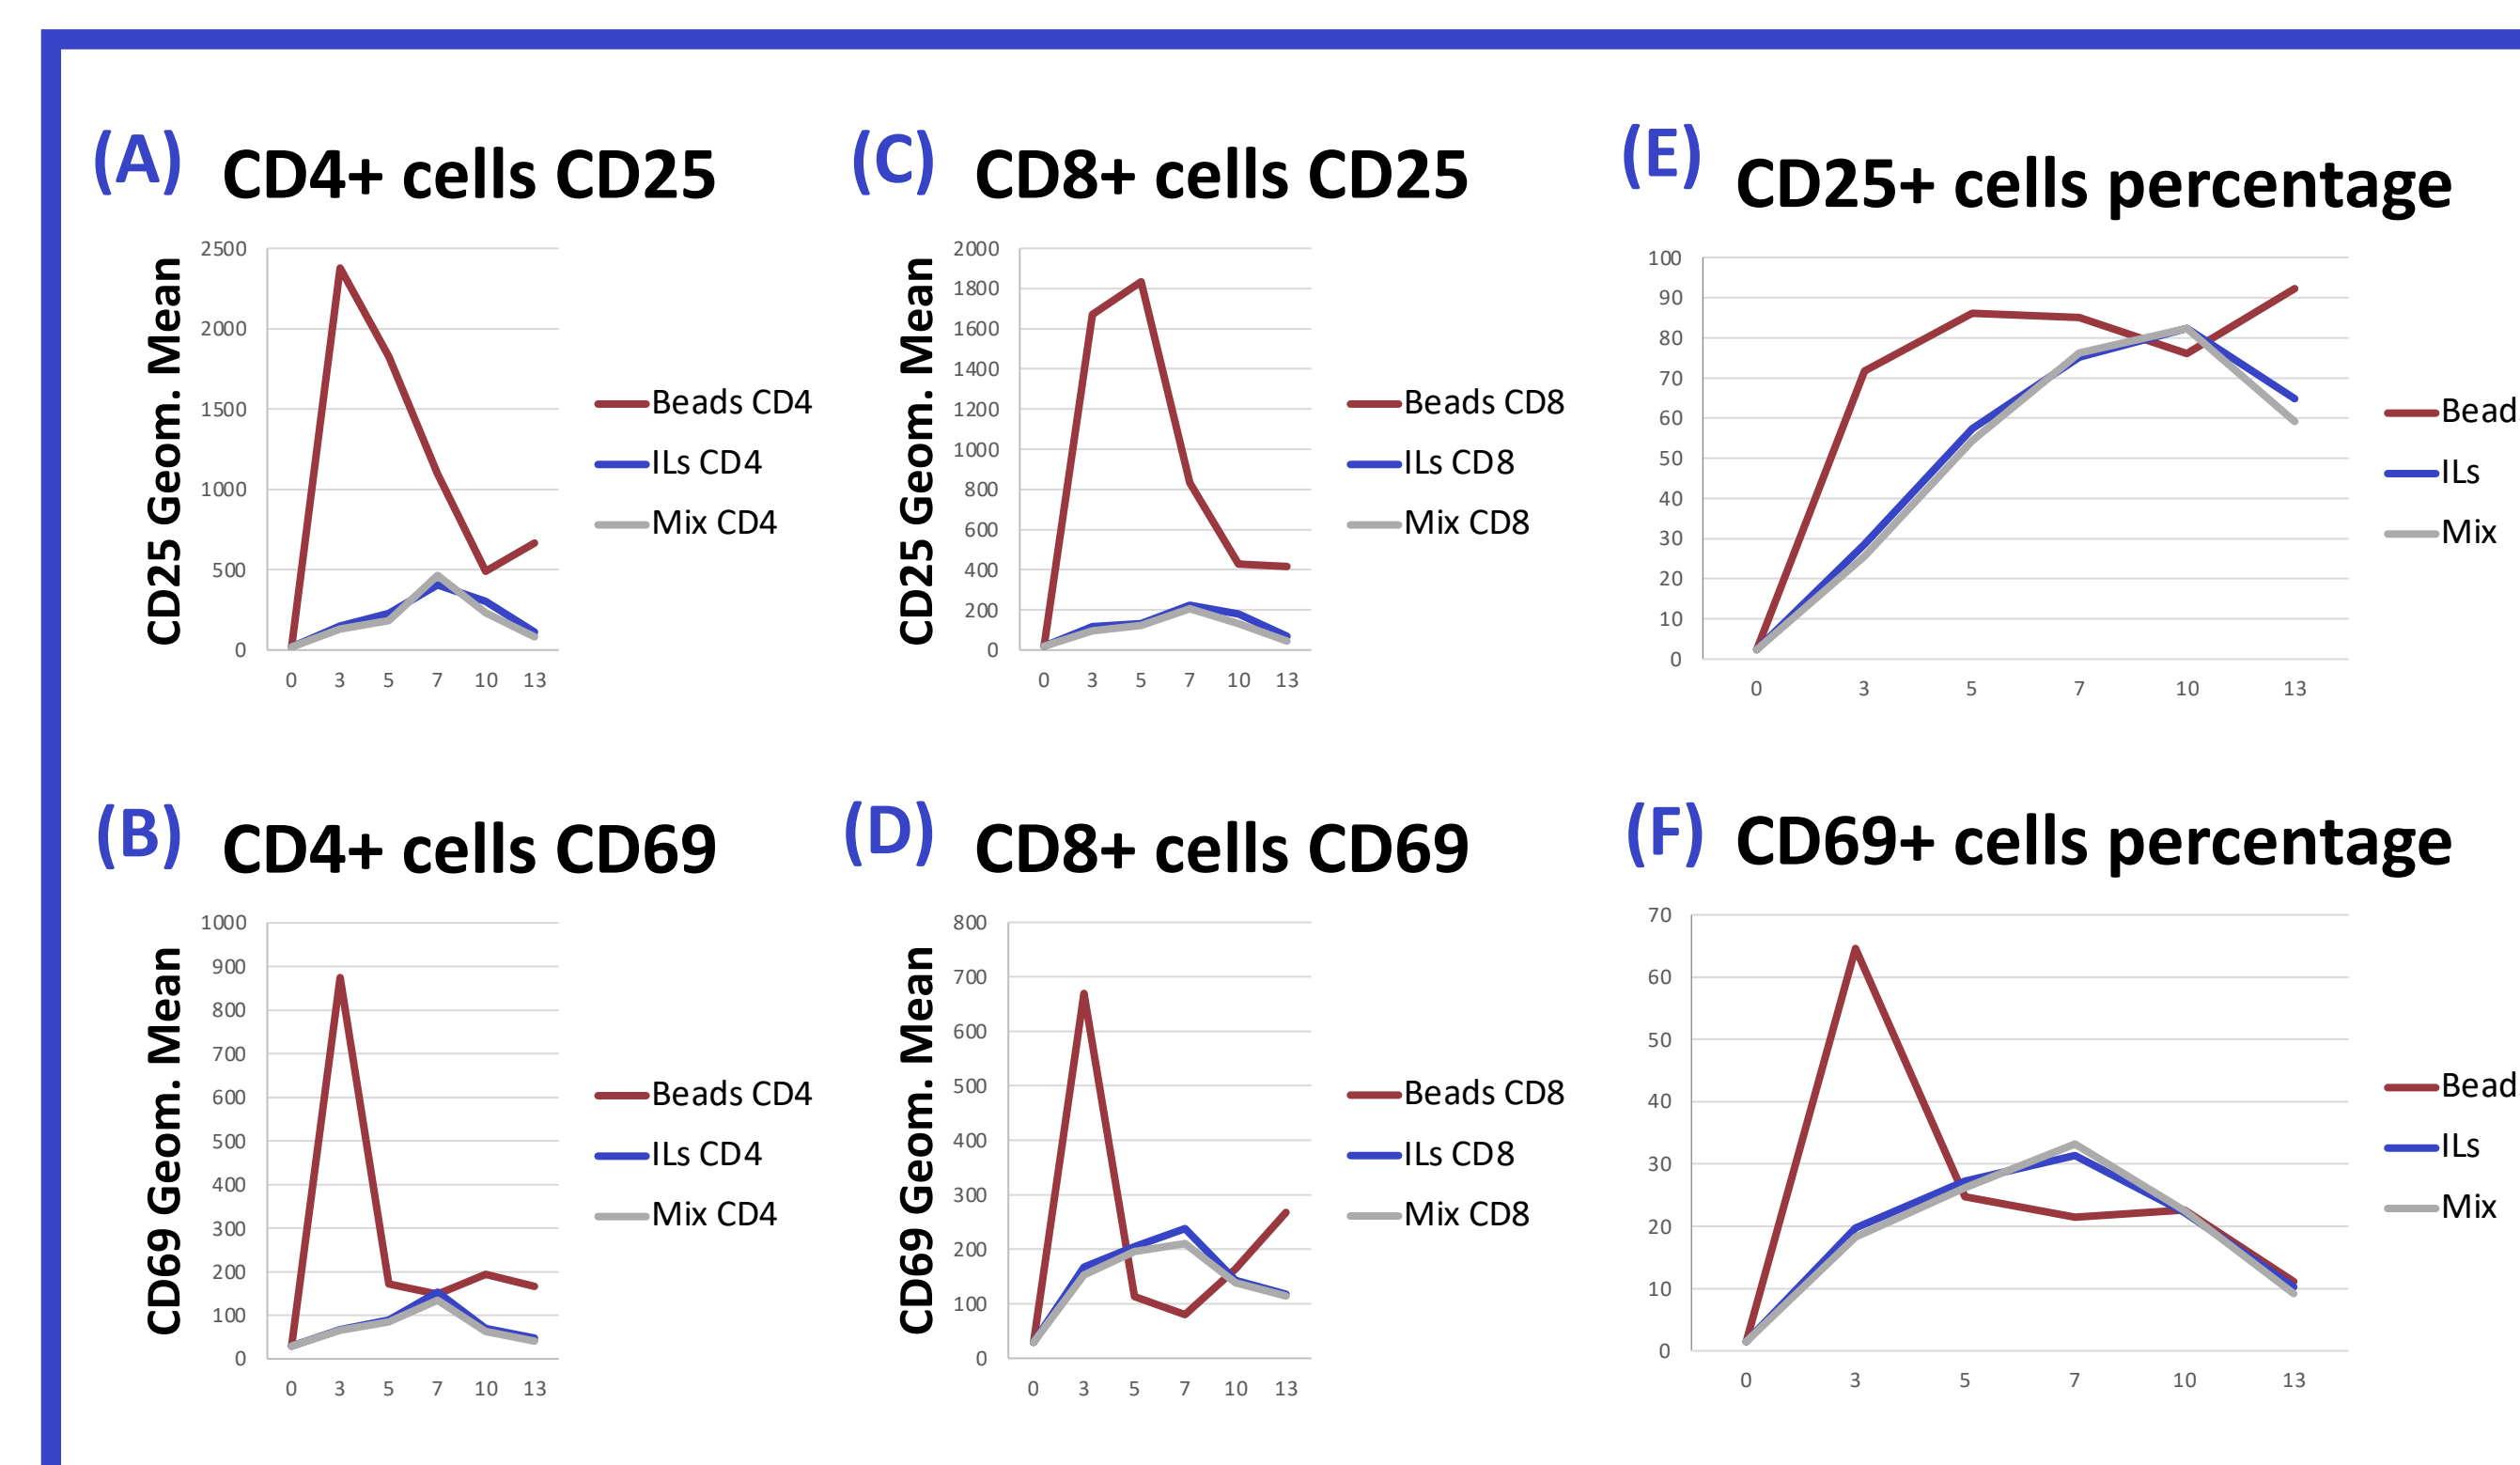 (A) CD4+ cells CD25
CD25 Geom. Mean
2500
2000
1500
1000
500
0
0 3 5 7 10 13
Beads CD4
ILs CD4
Mix CD4
(C) CD8+ cells CD25
CD25 Geom. Mean
2000
1800
1600
1400
1200
1000
800
600
400
200
0
0 3 5 7 10 13
Beads CD8
ILs CD8
Mix CD8
(E) CD25+ cells percentage
100
90
80
70
60
50
40
30
20
10
0
0 3 5 7 10 13
Bead
ILs
Mix
(B) CD4+ cells CD69
CD69 Geom. Mean
1000
900
800
700
600
500
400
300
200
100
0
0 3 5 7 10 13
Beads CD4
ILs CD4
Mix CD4
(D) CD8+ cells CD69
CD69 Geom. Mean
800
700
600
500
400
300
200
100
0
0 3 5 7 10 13
Beads CD8
ILs CD8
Mix CD8
(F) CD69+ cells percentage
70
60
50
40
30
20
10
0
0 3 5 7 10 13
Bead
ILs
Mix